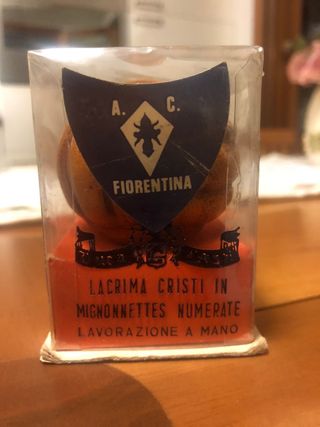 A. C.
FIORENTINA
LACRIMA CRISTI IN
MIGNONNETTES NUMERATE
LAVORAZIONE A MANO